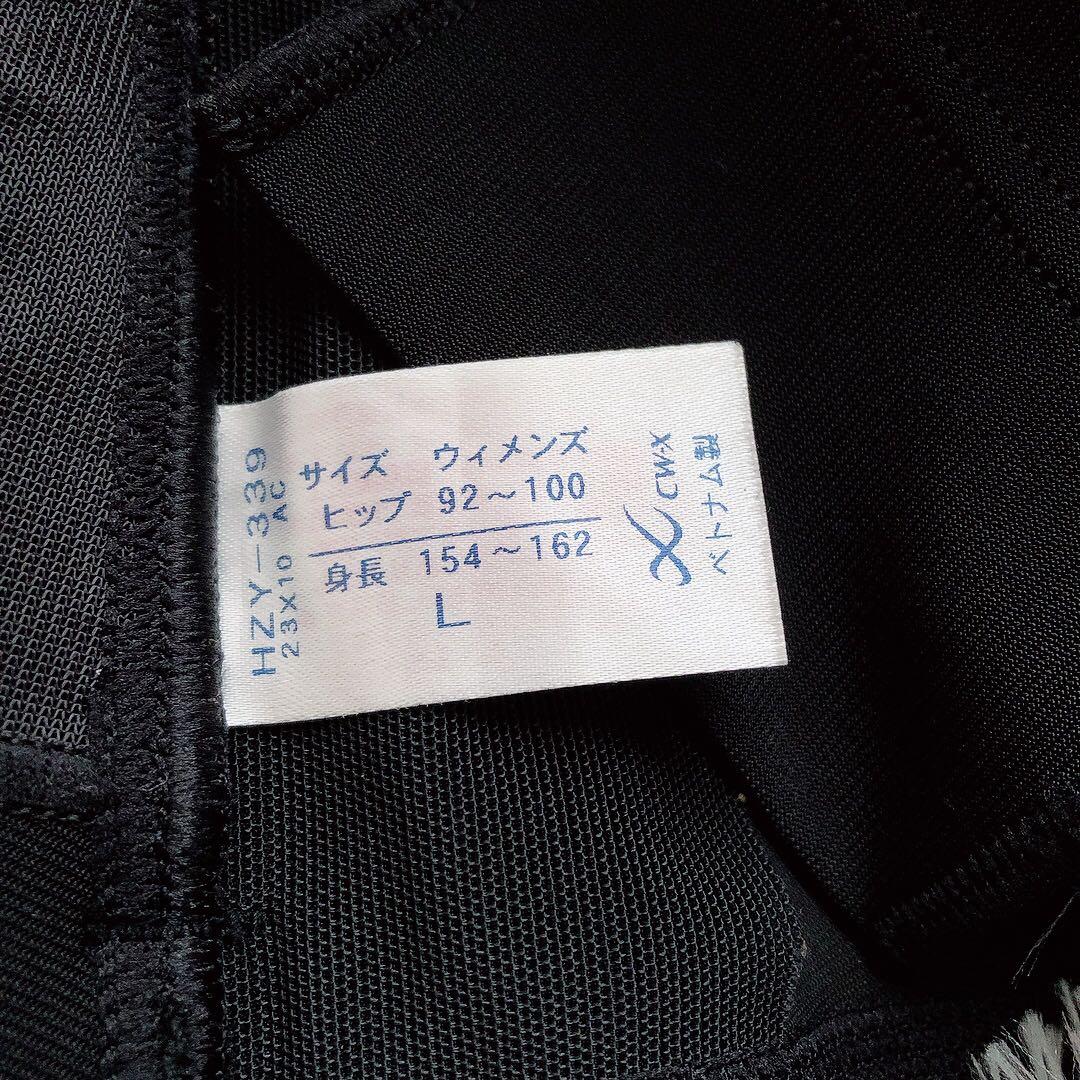 サイズ ウィメンズ
ヒップ 92～100
身長 154～162
L
CW-X
ベトナム製
HZY-339
23X10 AC